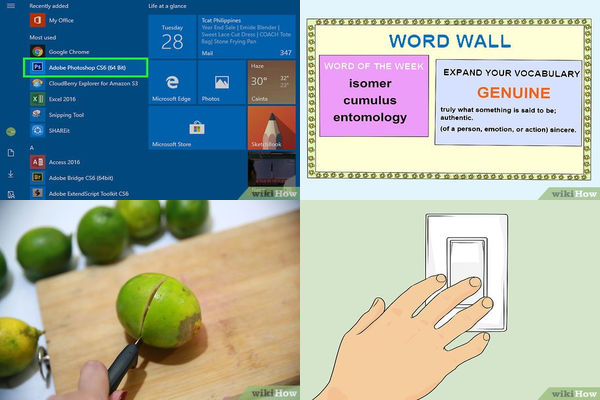 Recently added
My Office
Most used
Google Chrome
Adobe Photoshop CS6 (64 Bit)
CloudBerry Explorer for Amazon S3
Excel 2016
Snipping Tool
SHAREit
A
Access 2016
Adobe Bridge CS6 (64bit)
Adobe ExtendScript Toolkit CS6
Life at a glance
Tuesday
28
Tcat Philippines
Year End Sale | Emoie Blender |
Sweet Lace Cut Dress | COACH Tote
Bag| Stone Frying Pan
Mail 347
Microsoft Edge
Photos
Haze
30° 32°
23°
Cainta
Microsoft Store
Sketchbook
wikiHow
WORD WALL
WORD OF THE WEEK
isomer
cumulus
entomology
EXPAND YOUR VOCABULARY
GENUINE
truly what something is said to be;
authentic.
(of a person, emotion, or action) sincere.
wikiHow
wikiHow
wikiHow